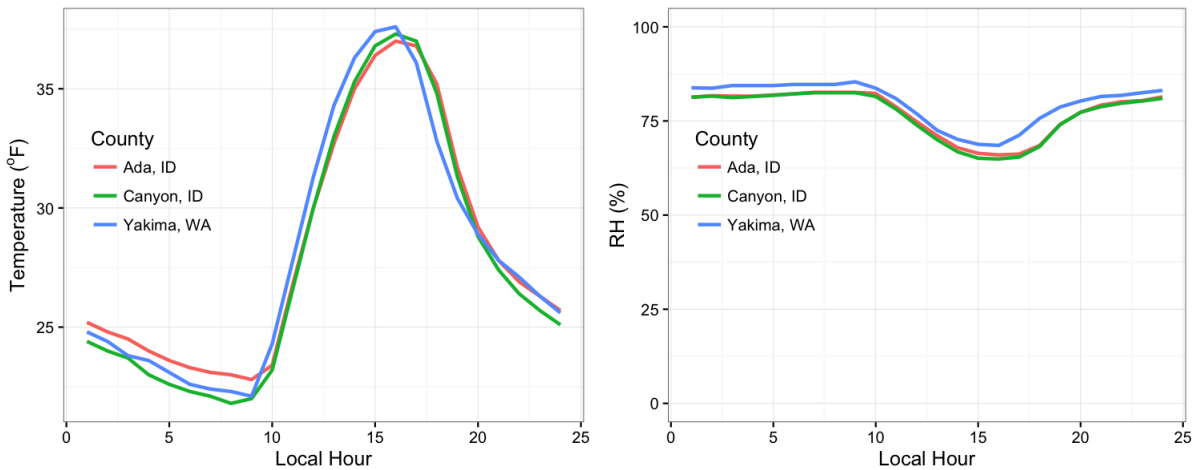 Temperature (°F)
35
30
25
County
Ada, ID
Canyon, ID
Yakima, WA
0
5
10
15
20
25
Local Hour
RH (%)
100
75
50
25
0
County
Ada, ID
Canyon, ID
Yakima, WA
0
5
10
15
20
25
Local Hour